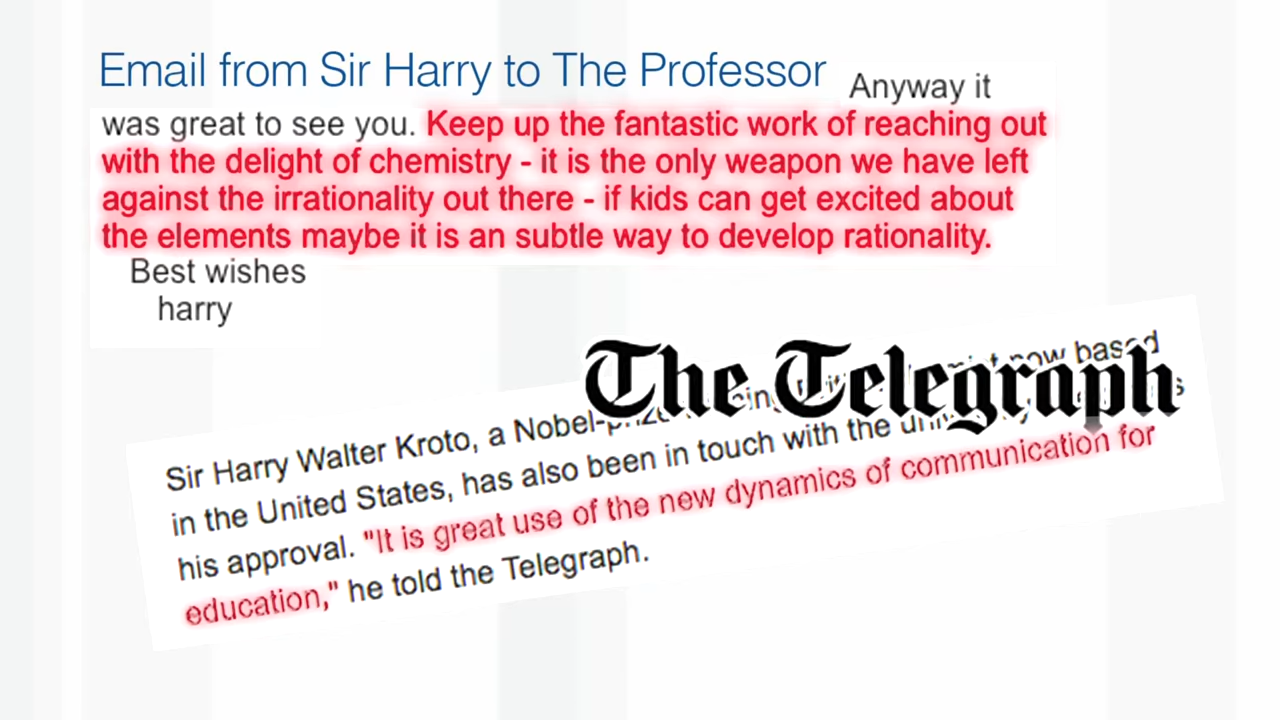 Email from Sir Harry to The Professor
Anyway it
was great to see you. Keep up the fantastic work of reaching out
with the delight of chemistry - it is the only weapon we have left
against the irrationality out there - if kids can get excited about
the elements maybe it is an subtle way to develop rationality.
Best wishes
harry
The Telegraph
Sir Harry Walter Kroto, a Nobel- now based
in the United States, has also been in touch with the
his approval. "It is great use of the new dynamics of communication for
education," he told the Telegraph.